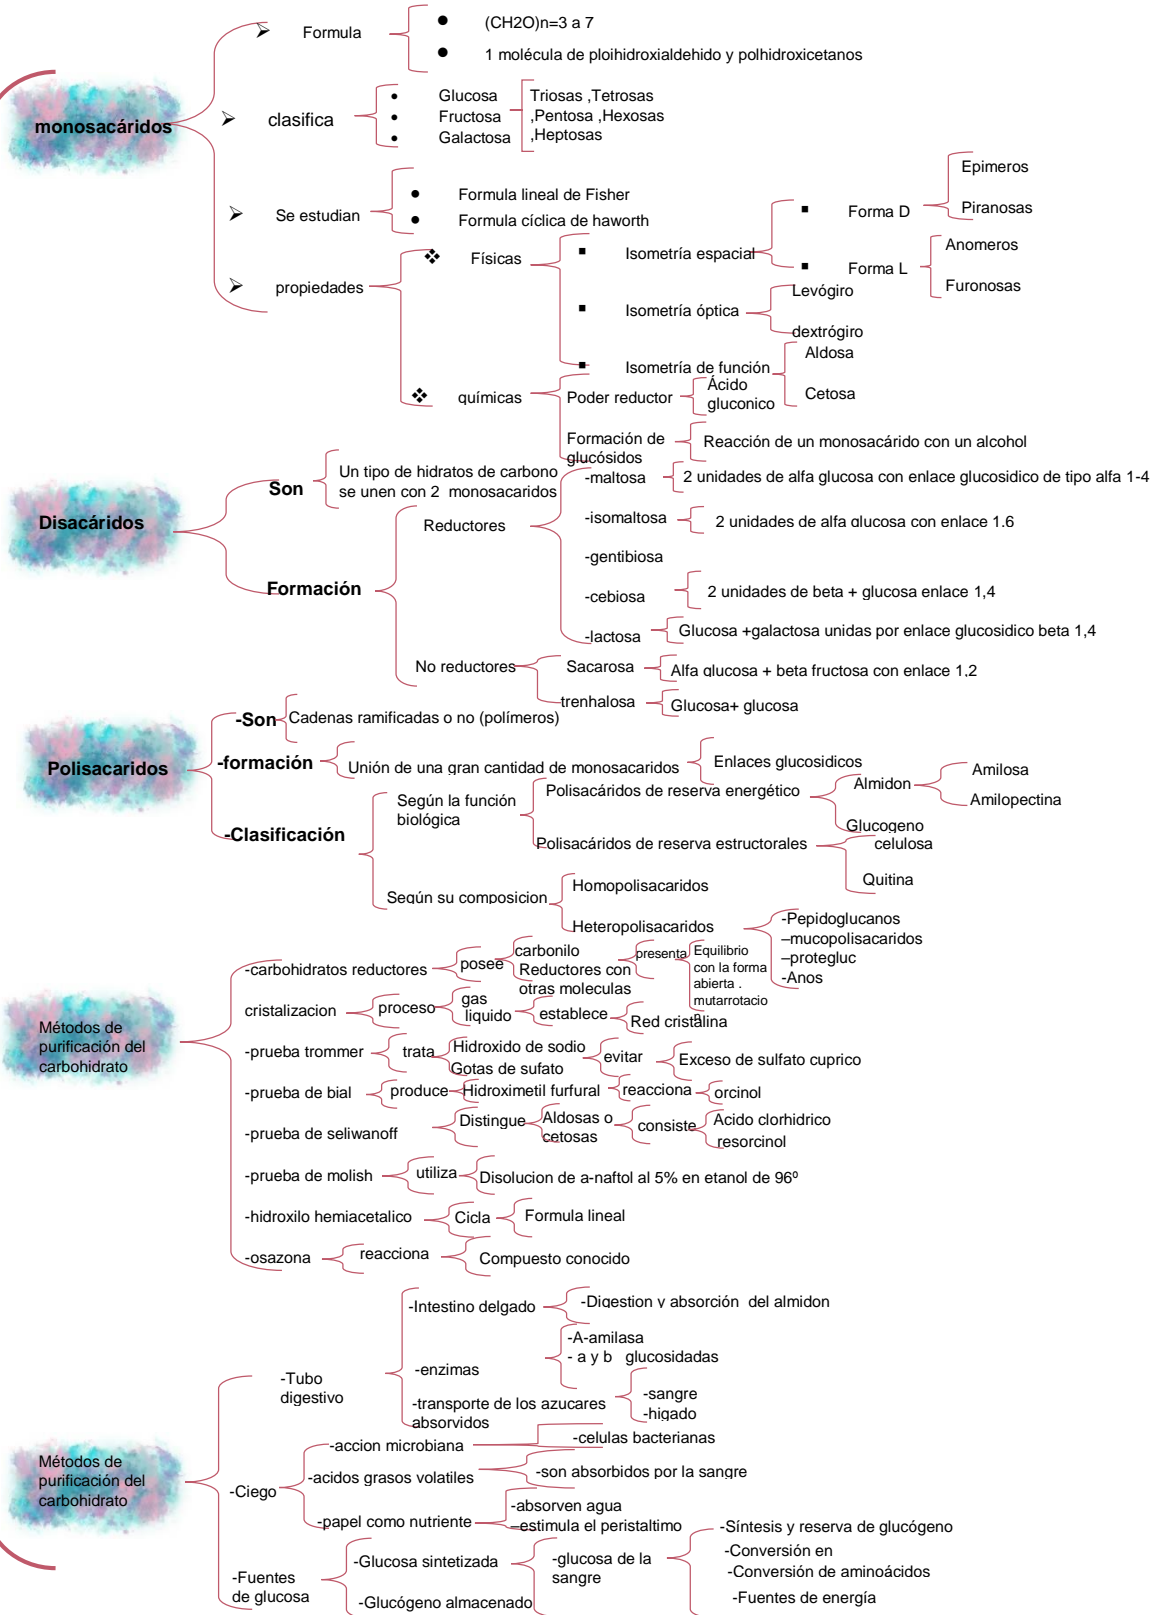 monosacáridos
Formula
(CH2O)n=3 a 7
1 molécula de ploihidroxialdehido y polhidroxicetanos
clasifica
Glucosa
Fructosa
Galactosa
Triosas ,Tetrosas
,Pentosa ,Hexosas
,Heptosas
Se estudian
Formula lineal de Fisher
Formula cíclica de haworth
propiedades
Físicas
Isometría espacial
Forma D
Epimeros
Piranosas
Forma L
Anomeros
Furonosas
Isometría óptica
Levógiro
dextrógiro
Isometría de función
Aldosa
Cetosa
químicas
Poder reductor
Ácido
gluconico
Formación de
glucósidos
Reacción de un monosacárido con un alcohol
Disacáridos
Son
Un tipo de hidratos de carbono
se unen con 2 monosacaridos
Formación
Reductores
-maltosa
2 unidades de alfa glucosa con enlace glucosidico de tipo alfa 1-4
-isomaltosa
2 unidades de alfa glucosa con enlace 1.6
-gentibiosa
-cebiosa
2 unidades de beta + glucosa enlace 1,4
-lactosa
Glucosa +galactosa unidas por enlace glucosidico beta 1,4
No reductores
Sacarosa
Alfa glucosa + beta fructosa con enlace 1,2
trenhalosa
Glucosa+ glucosa
Polisacaridos
-Son
Cadenas ramificadas o no (polímeros)
-formación
Unión de una gran cantidad de monosacaridos
Enlaces glucosidicos
-Clasificación
Según la función
biológica
Polisacáridos de reserva energético
Almidon
Amilosa
Amilopectina
Glucogeno
Polisacáridos de reserva estructorales
celulosa
Quitina
Según su composicion
Homopolisacaridos
Heteropolisacaridos
-Pepidoglucanos
–mucopolisacaridos
–protegluc
-Anos
Métodos de
purificación del
carbohidrato
-carbohidratos reductores
posee
carbonilo
Reductores con
otras moleculas
presenta
Equilibrio
con la forma
abierta .
mutarrotacio
n
cristalizacion
proceso
gas
liquido
establece
Red cristalina
-prueba trommer
trata
Hidroxido de sodio
Gotas de sufato
evitar
Exceso de sulfato cuprico
-prueba de bial
produce
Hidroximetil furfural
reacciona
orcinol
-prueba de seliwanoff
Distingue
Aldosas o
cetosas
consiste
Acido clorhidrico
resorcinol
-prueba de molish
utiliza
Disolucion de a-naftol al 5% en etanol de 96º
-hidroxilo hemiacetalico
Cicla
Formula lineal
-osazona
reacciona
Compuesto conocido
Métodos de
purificación del
carbohidrato
-Tubo
digestivo
-Intestino delgado
-Digestion y absorción del almidon
-enzimas
-A-amilasa
- a y b glucosidadas
-transporte de los azucares
absorvidos
-sangre
-higado
-Ciego
-accion microbiana
-celulas bacterianas
-acidos grasos volatiles
-son absorbidos por la sangre
-papel como nutriente
-absorven agua
–estimula el peristaltimo
-Fuentes
de glucosa
-Glucosa sintetizada
-Glucógeno almacenado
-glucosa de la
sangre
-Síntesis y reserva de glucógeno
-Conversión en
-Conversión de aminoácidos
-Fuentes de energía